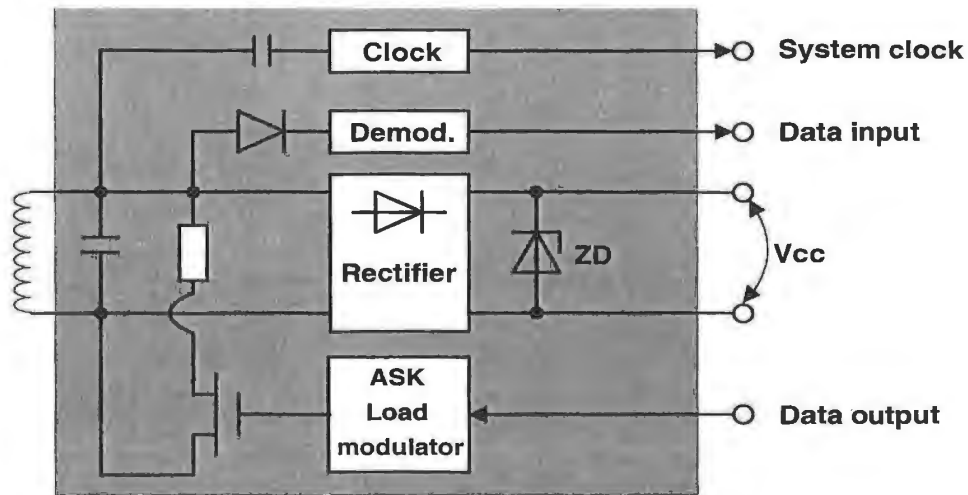 Clock
System clock
Demod.
Data input
Rectifier
ZD
Vcc
ASK
Load
modulator
Data output